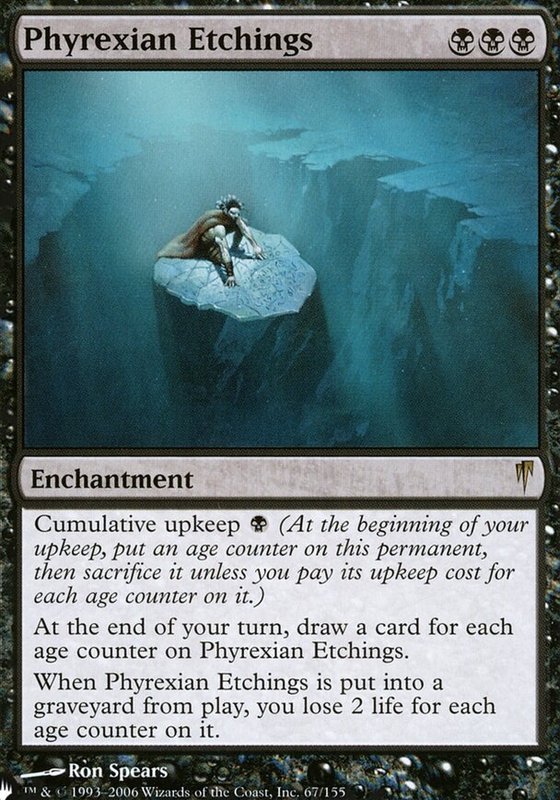 Phyrexian Etchings
Enchantment
Cumulative upkeep (At the beginning of your
upkeep, put an age counter on this permanent,
then sacrifice it unless you pay its upkeep cost for
each age counter on it.)
At the end of your turn, draw a card for each
age counter on Phyrexian Etchings.
When Phyrexian Etchings is put into a
graveyard from play, you lose 2 life for each
age counter on it.
Ron Spears
™ & © 1993–2006 Wizards of the Coast, Inc. 67/155